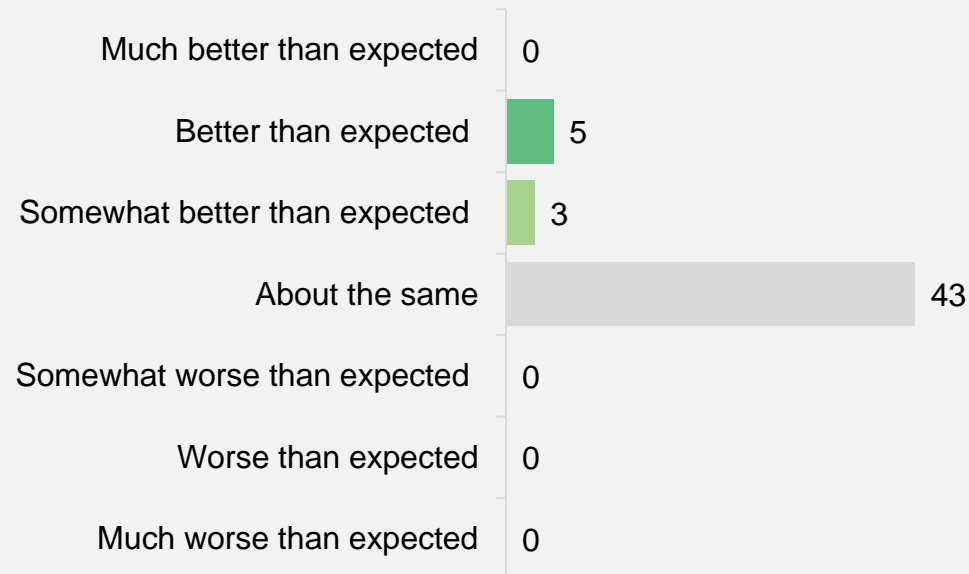 Much better than expected 0
Better than expected 5
Somewhat better than expected 3
About the same 43
Somewhat worse than expected 0
Worse than expected 0
Much worse than expected 0